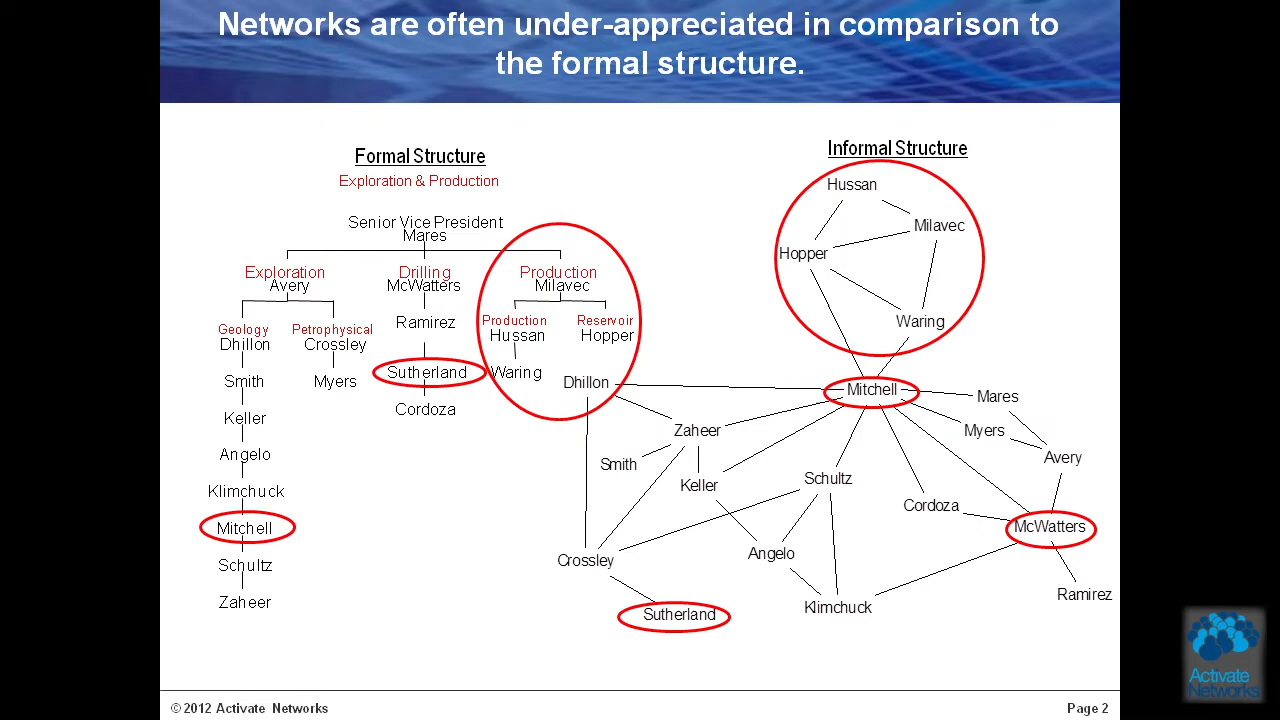 Networks are often under-appreciated in comparison to
the formal structure.
Formal Structure
Exploration & Production
Senior Vice President
Mares
Exploration
Avery
Drilling
McWatters
Production
Milavec
Geology
Dhillon
Petrophysical
Crossley
Ramirez
Production
Hussan
Reservoir
Hopper
Smith
Myers
Sutherland
Waring
Keller
Cordoza
Angelo
Klimchuck
Mitchell
Schultz
Zaheer
Informal Structure
Hussan
Milavec
Hopper
Waring
Dhillon
Mitchell
Mares
Zaheer
Myers
Smith
Avery
Keller
Schultz
Cordoza
McWatters
Crossley
Angelo
Ramirez
Klimchuck
Sutherland
Activate
Networks
© 2012 Activate Networks
Page 2